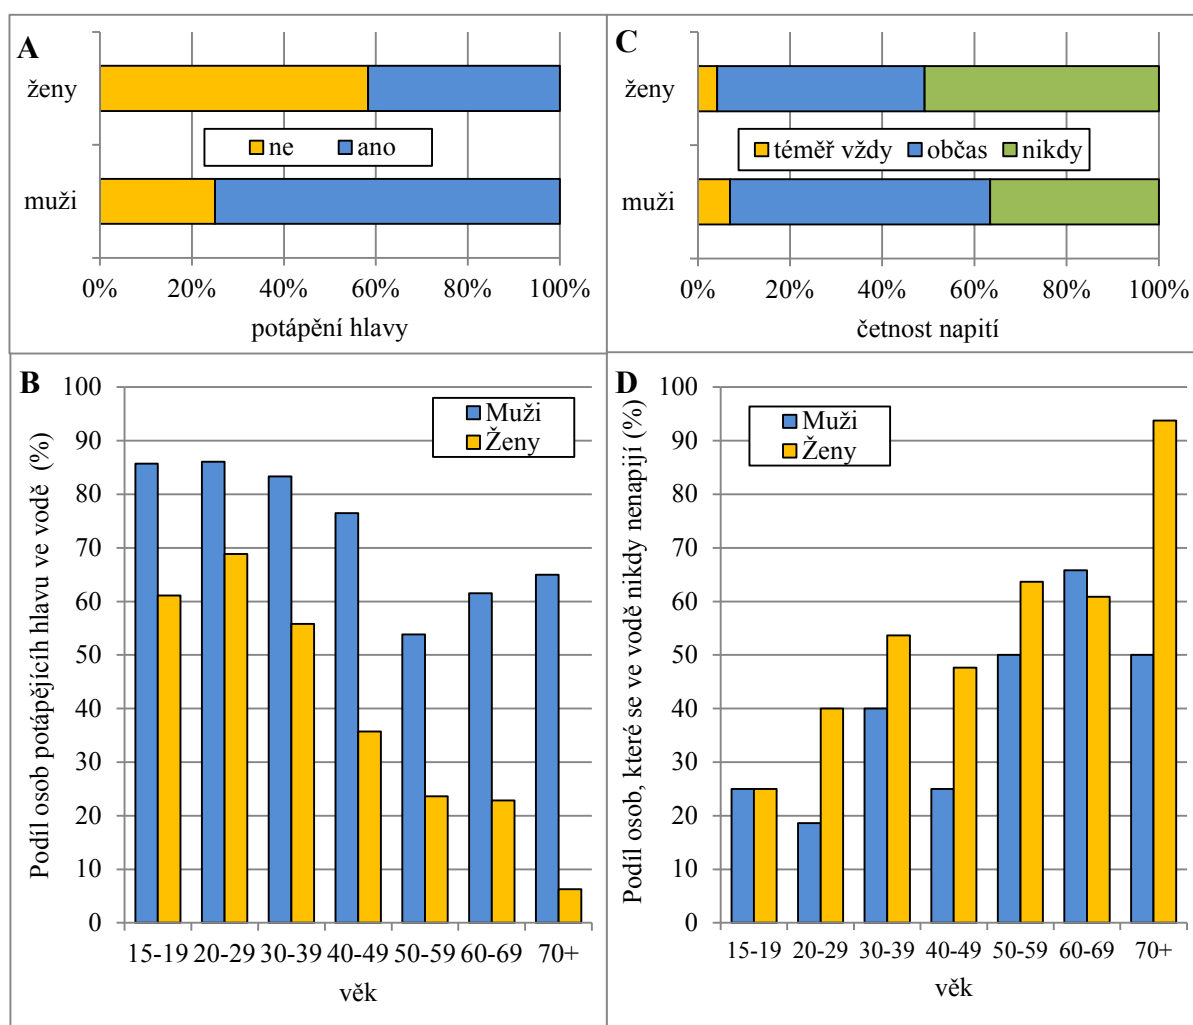 A
ženy
ne ano
muži
0% 20% 40% 60% 80% 100%
potápění hlavy
C
ženy
téměř vždy občas nikdy
muži
0% 20% 40% 60% 80% 100%
četnost napití
B
Podíl osob potápějících hlavu ve vodě (%)
100
90
80
70
60
50
40
30
20
10
0
Muži
Ženy
15-19 20-29 30-39 40-49 50-59 60-69 70+
věk
D
Podíl osob, které se ve vodě nikdy nenapijí (%)
100
90
80
70
60
50
40
30
20
10
0
Muži
Ženy
15-19 20-29 30-39 40-49 50-59 60-69 70+
věk